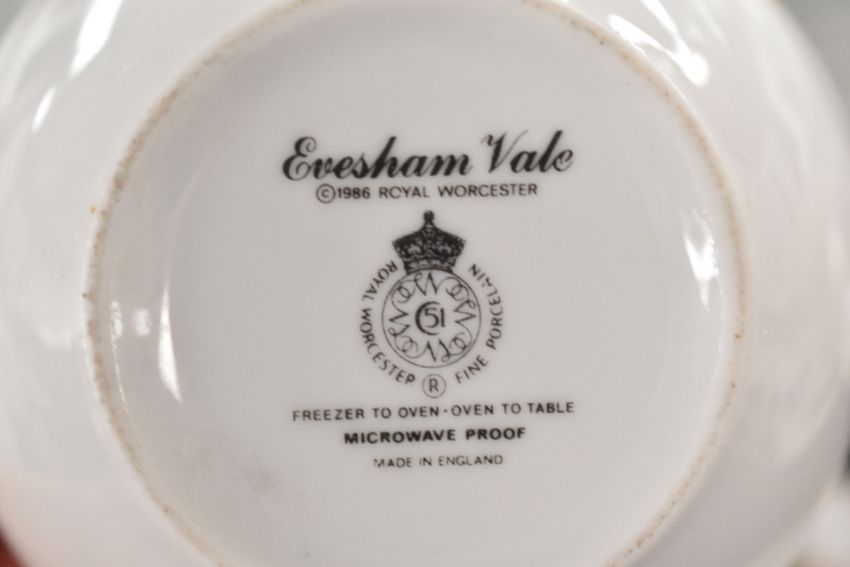 Evesham Vale
©1986 ROYAL WORCESTER
ROYAL WORCESTER ® FINE PORCELAIN
C51
FREEZER TO OVEN · OVEN TO TABLE
MICROWAVE PROOF
MADE IN ENGLAND